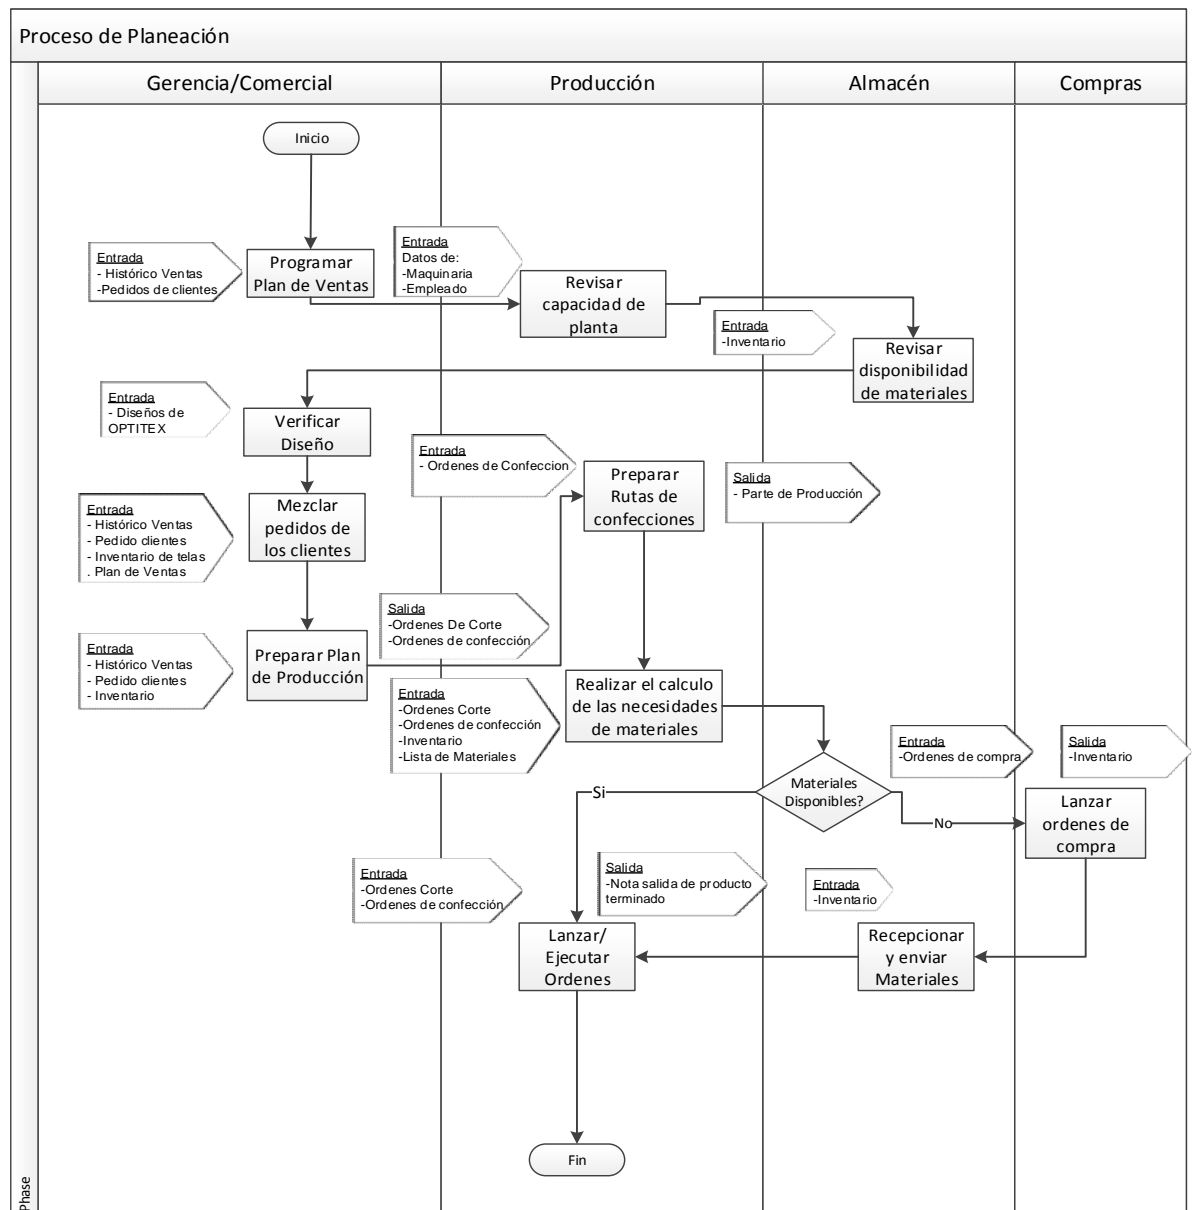 Proceso de Planeación
Gerencia/Comercial
Producción
Almacén
Compras
Inicio
Entrada
- Histórico Ventas
-Pedidos de clientes
Programar
Plan de Ventas
Entrada
Datos de:
-Maquinaria
-Empleado
Revisar
capacidad de
planta
Entrada
-Inventario
Revisar
disponibilidad
de materiales
Entrada
- Diseños de
OPTITEX
Verificar
Diseño
Entrada
- Ordenes de Confeccion
Preparar
Rutas de
confecciones
Salida
- Parte de Producción
Entrada
- Histórico Ventas
- Pedido clientes
- Inventario de telas
. Plan de Ventas
Mezclar
pedidos de
los clientes
Salida
-Ordenes De Corte
-Ordenes de confección
Entrada
- Histórico Ventas
- Pedido clientes
- Inventario
Preparar Plan
de Producción
Entrada
-Ordenes Corte
-Ordenes de confección
-Inventario
-Lista de Materiales
Realizar el calculo
de las necesidades
de materiales
Entrada
-Ordenes de compra
Salida
-Inventario
Materiales
Disponibles?
Si
No
Lanzar
ordenes de
compra
Entrada
-Ordenes Corte
-Ordenes de confección
Salida
-Nota salida de producto
terminado
Entrada
-Inventario
Lanzar/
Ejecutar
Ordenes
Recepcionar
y enviar
Materiales
Fin
Phase